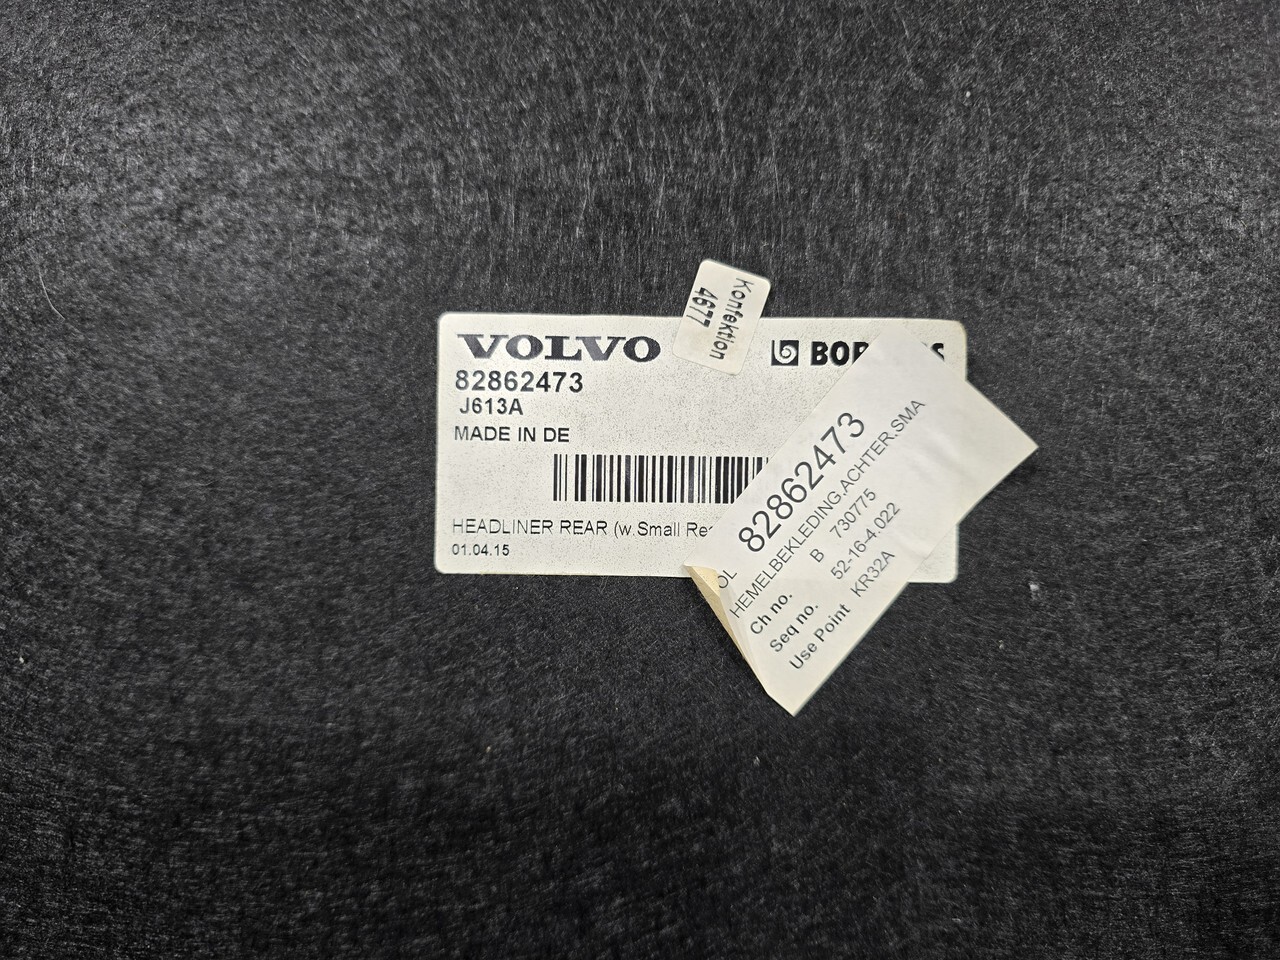 Konfektion
4677
VOLVO
82862473
J613A
MADE IN DE
HEADLINER REAR (w.Small
01.04.15
82862473
HEMELBEKLEDING.ACHTER.SMA
Ch no. B 730775
Seq no. 52-16-4.022
Use Point KR32A